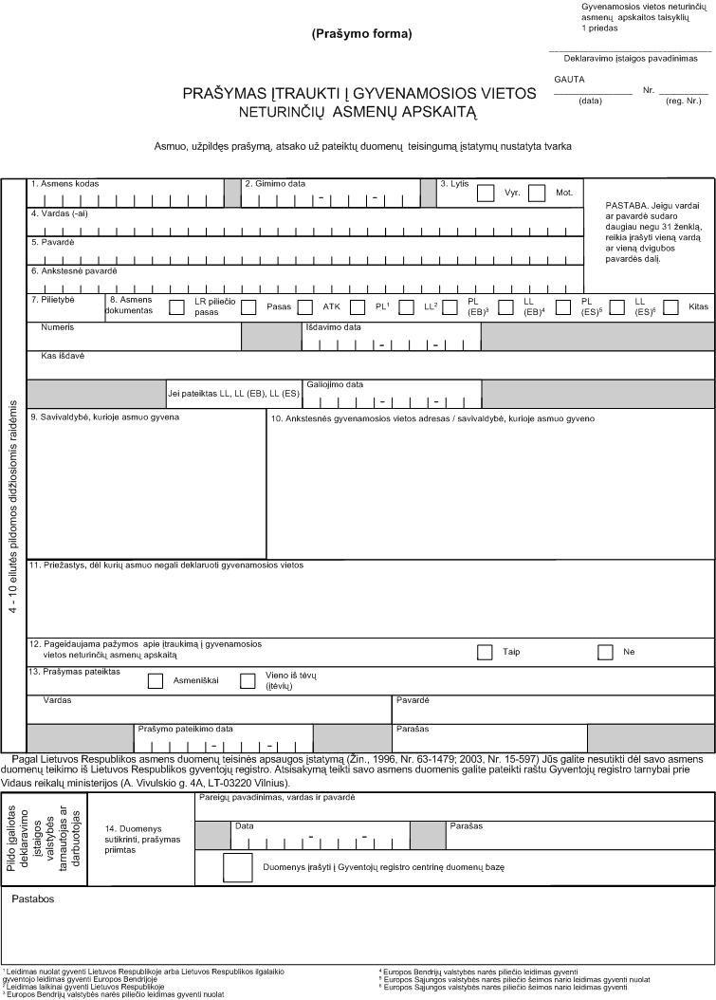 Gyvenamosios vietos neturinčių
asmenų apskaitos taisyklių
1 priedas
(Prašymo forma)
Deklaravimo įstaigos pavadinimas
GAUTA
Nr.
(data)
(reg. Nr.)
PRAŠYMAS ĮTRAUKTI Į GYVENAMOSIOS VIETOS
NETURINČIŲ ASMENŲ APSKAITĄ
Asmuo, užpildęs prašymą, atsako už pateiktų duomenų teisingumą įstatymų nustatyta tvarka
4 - 10 eilutės pildomos didžiosiomis raidėmis
1. Asmens kodas
2. Gimimo data
3. Lytis
Vyr.
Mot.
PASTABA. Jeigu vardai
ar pavardė sudaro
daugiau negu 31 ženklą,
reikia įrašyti vieną vardą
ar vieną dvigubos
pavardės dalį.
4. Vardas (-ai)
5. Pavardė
6. Ankstesnė pavardė
7. Pilietybė
8. Asmens
dokumentas
LR piliečio
pasas
Pasas
ATK
PL¹
LL²
PL
(EB)³
LL
(EB)⁴
PL
(ES)⁵
LL
(ES)⁶
Kitas
Numeris
Išdavimo data
Kas išdavė
Jei pateiktas LL, LL (EB), LL (ES)
Galiojimo data
9. Savivaldybė, kurioje asmuo gyvena
10. Ankstesnės gyvenamosios vietos adresas / savivaldybė, kurioje asmuo gyveno
11. Priežastys, dėl kurių asmuo negali deklaruoti gyvenamosios vietos
12. Pageidaujama pažymos apie įtraukimą į gyvenamosios
vietos neturinčių asmenų apskaitą
Taip
Ne
13. Prašymas pateiktas
Asmeniškai
Vieno iš tėvų
(įtėvių)
Vardas
Pavardė
Prašymo pateikimo data
Parašas
Pagal Lietuvos Respublikos asmens duomenų teisinės apsaugos įstatymą (Žin., 1996, Nr. 63-1479; 2003, Nr. 15-597) Jūs galite nesutikti dėl savo asmens
duomenų teikimo iš Lietuvos Respublikos gyventojų registro. Atsisakymą teikti savo asmens duomenis galite pateikti raštu Gyventojų registro tarnybai prie
Vidaus reikalų ministerijos (A. Vivulskio g. 4A, LT-03220 Vilnius).
Pildo įgaliotas
deklaravimo
įstaigos
valstybės
tarnautojas ar
darbuotojas
14. Duomenys
sutikrinti, prašymas
priimtas
Pareigų pavadinimas, vardas ir pavardė
Data
Parašas
Duomenys įrašyti į Gyventojų registro centrinę duomenų bazę
Pastabos
¹ Leidimas nuolat gyventi Lietuvos Respublikoje arba Lietuvos Respublikos ilgalaikio
gyventojo leidimas gyventi Europos Bendrijoje
² Leidimas laikinai gyventi Lietuvos Respublikoje
³ Europos Bendrijų valstybės narės piliečio leidimas gyventi nuolat
⁴ Europos Bendrijų valstybės narės piliečio leidimas gyventi
⁵ Europos Sąjungos valstybės narės piliečio šeimos nario leidimas gyventi nuolat
⁶ Europos Sąjungos valstybės narės piliečio šeimos nario leidimas gyventi